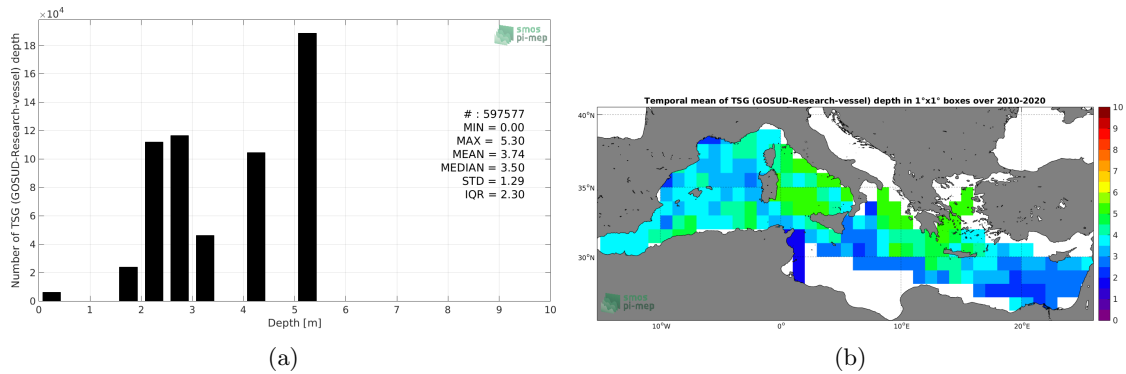 ×10⁴
smos
pi-mep
18
16
14
12
10
8
6
4
2
0
Number of TSG (GOSUD-Research-vessel) depth
# : 597577
MIN = 0.00
MAX = 5.30
MEAN = 3.74
MEDIAN = 3.50
STD = 1.29
IQR = 2.30
0 1 2 3 4 5 6 7 8 9 10
Depth [m]
(a)
Temporal mean of TSG (GOSUD-Research-vessel) depth in 1°x1° boxes over 2010-2020
40°N
35°N
30°N
10°W 0° 10°E 20°E
10
9
8
7
6
5
4
3
2
1
0
smos
pi-mep
(b)